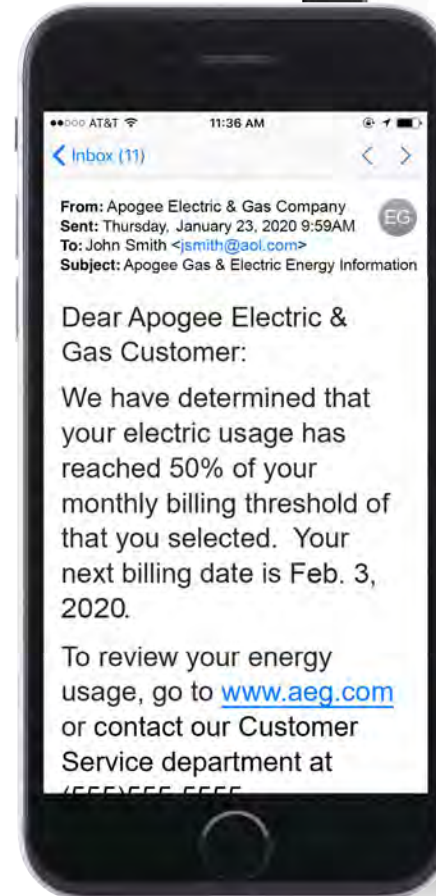 AT&T 11:36 AM
Inbox (11)
From: Apogee Electric & Gas Company
Sent: Thursday, January 23, 2020 9:59AM
EG
To: John Smith <jsmith@aol.com>
Subject: Apogee Gas & Electric Energy Information
Dear Apogee Electric &
Gas Customer:
We have determined that
your electric usage has
reached 50% of your
monthly billing threshold of
that you selected. Your
next billing date is Feb. 3,
2020.
To review your energy
usage, go to www.aeg.com
or contact our Customer
Service department at
(555)555-5555